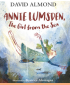 DAVID ALMOND
ANNIE LUMSDEN,
The Girl from the Sea